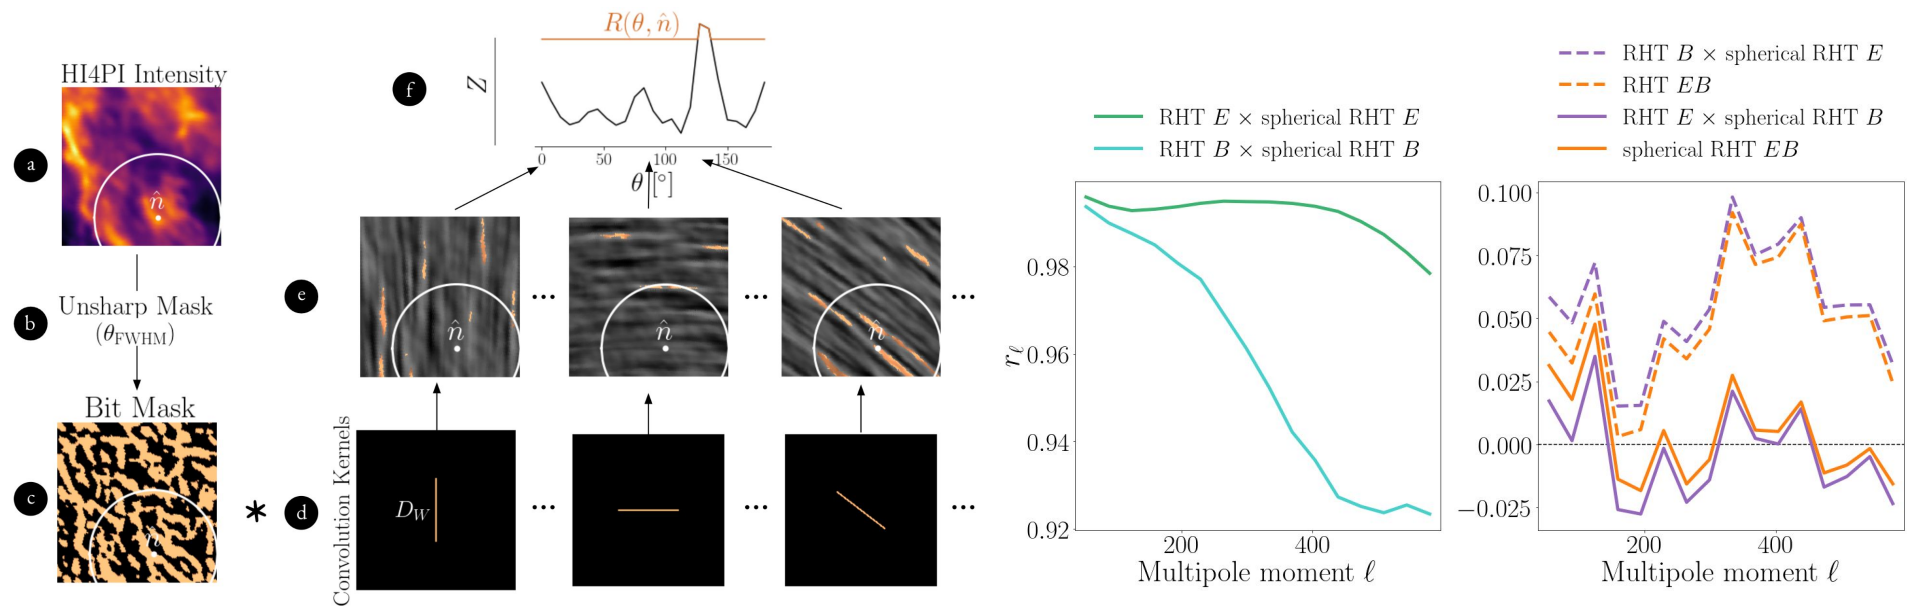 HI4PI Intensity
a
n̂
b
Unsharp Mask
(θ_FWHM)
Bit Mask
c
n̂
*
f
Z
R(θ, n̂)
0 50 100 150
θ [°]
e
n̂
...
n̂
...
n̂
...
d
Convolution Kernels
D_W
...
...
...
RHT E × spherical RHT E
RHT B × spherical RHT B
r_ℓ
0.98
0.96
0.94
0.92
200 400
Multipole moment ℓ
RHT B × spherical RHT E
RHT EB
RHT E × spherical RHT B
spherical RHT EB
0.100
0.075
0.050
0.025
0.000
−0.025
200 400
Multipole moment ℓ